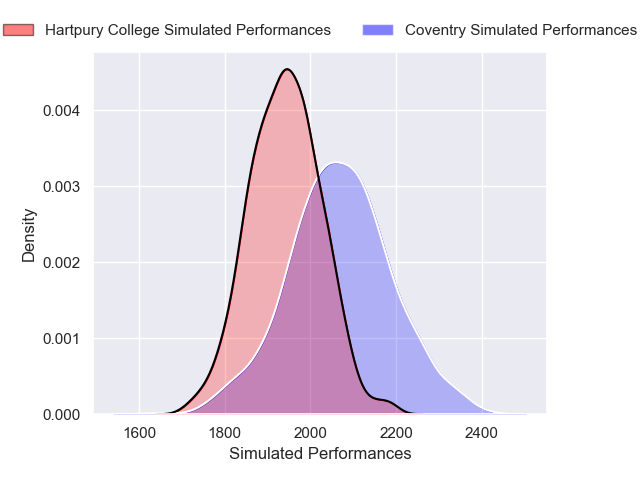 Hartpury College Simulated Performances Coventry Simulated Performances
0.004
0.003
0.002
0.001
0.000
Density
1600 1800 2000 2200 2400
Simulated Performances